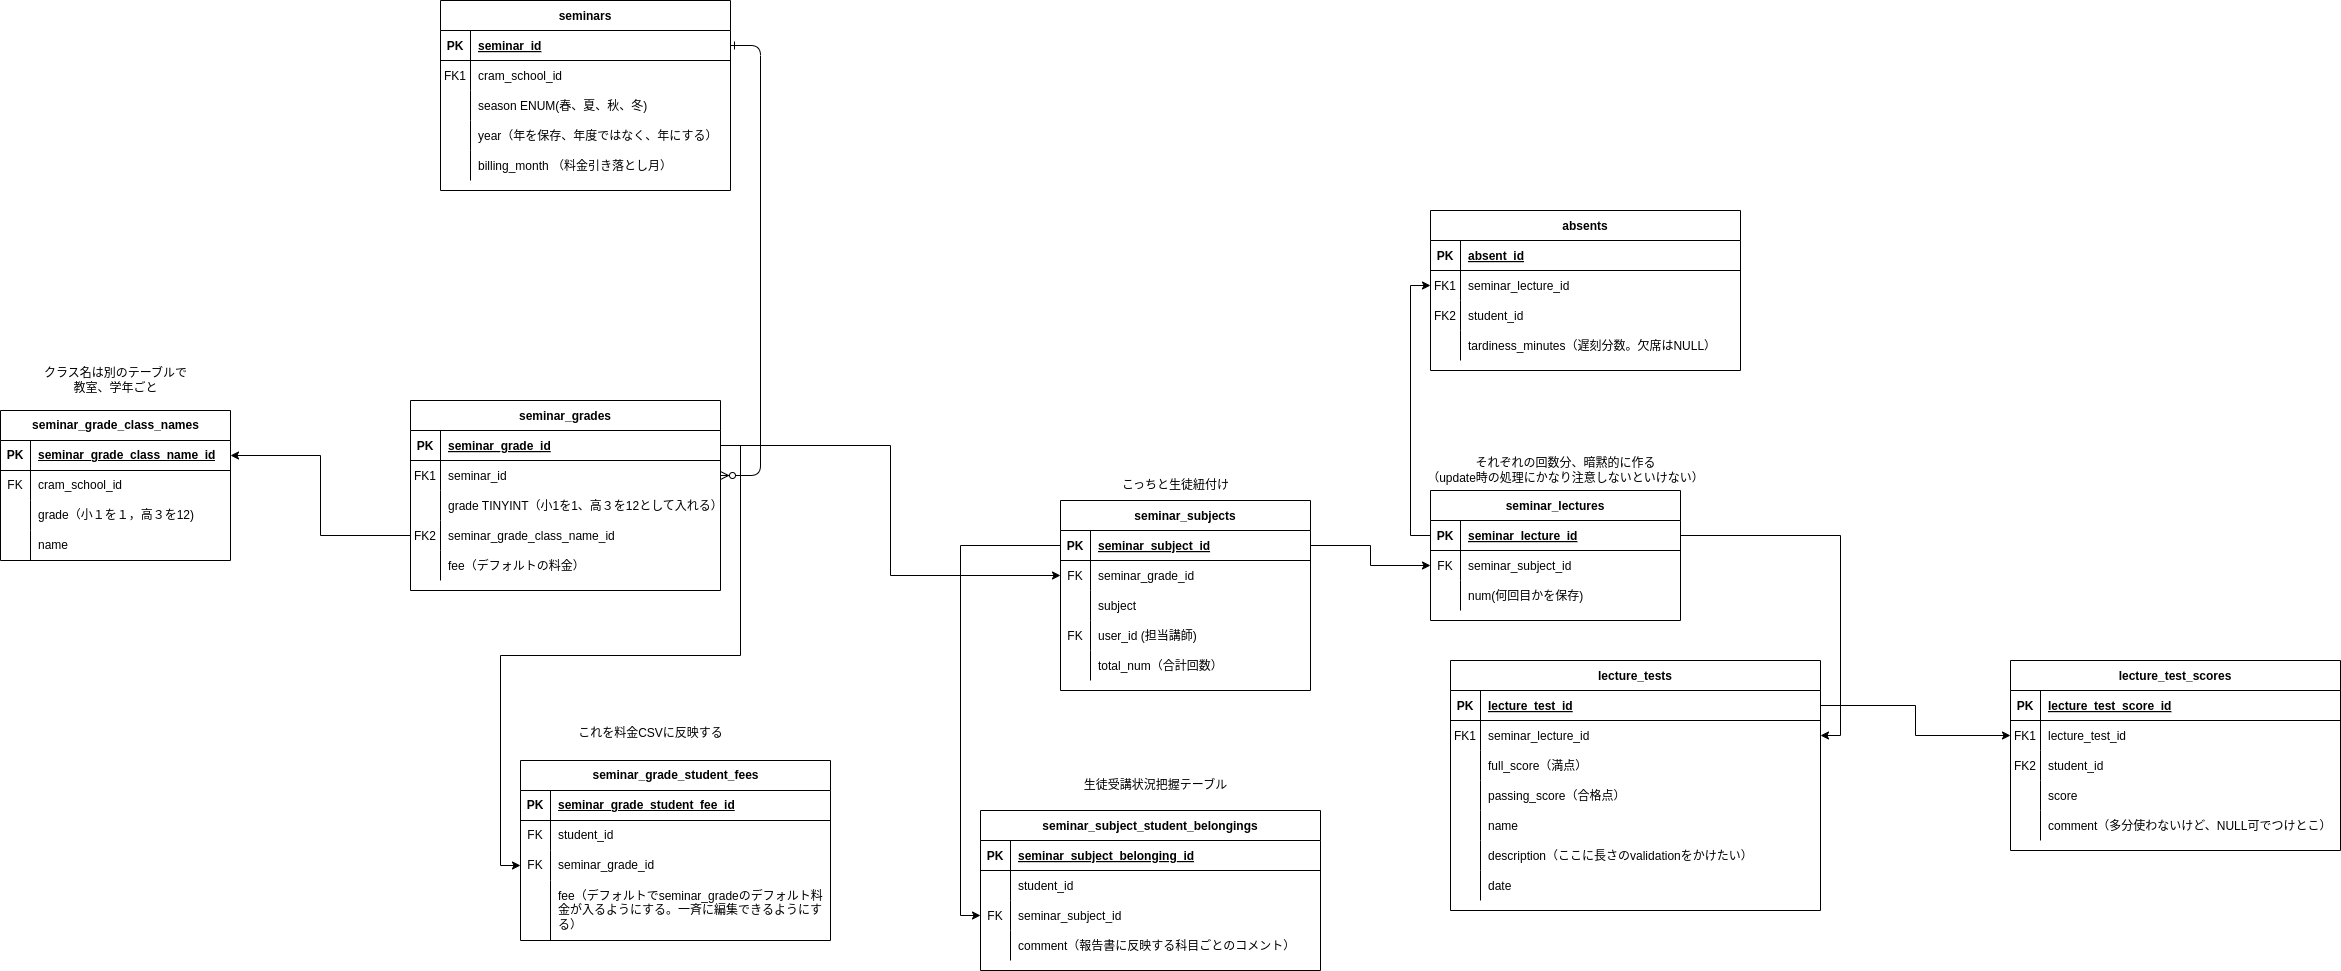 seminars
PK seminar_id
FK1 cram_school_id
season ENUM(春、夏、秋、冬)
year（年を保存、年度ではなく、年にする）
billing_month （料金引き落とし月）
クラス名は別のテーブルで
教室、学年ごと
seminar_grade_class_names
PK seminar_grade_class_name_id
FK cram_school_id
grade（小１を１，高３を12)
name
seminar_grades
PK seminar_grade_id
FK1 seminar_id
grade TINYINT（小1を1、高３を12として入れる）
FK2 seminar_grade_class_name_id
fee（デフォルトの料金）
これを料金CSVに反映する
seminar_grade_student_fees
PK seminar_grade_student_fee_id
FK student_id
FK seminar_grade_id
fee（デフォルトでseminar_gradeのデフォルト料
金が入るようにする。一斉に編集できるようにす
る）
こっちと生徒紐付け
seminar_subjects
PK seminar_subject_id
FK seminar_grade_id
subject
FK user_id (担当講師)
total_num（合計回数）
生徒受講状況把握テーブル
seminar_subject_student_belongings
PK seminar_subject_belonging_id
student_id
FK seminar_subject_id
comment（報告書に反映する科目ごとのコメント）
absents
PK absent_id
FK1 seminar_lecture_id
FK2 student_id
tardiness_minutes（遅刻分数。欠席はNULL）
それぞれの回数分、暗黙的に作る
（update時の処理にかなり注意しないといけない）
seminar_lectures
PK seminar_lecture_id
FK seminar_subject_id
num(何回目かを保存)
lecture_tests
PK lecture_test_id
FK1 seminar_lecture_id
full_score（満点）
passing_score（合格点）
name
description（ここに長さのvalidationをかけたい）
date
lecture_test_scores
PK lecture_test_score_id
FK1 lecture_test_id
FK2 student_id
score
comment（多分使わないけど、NULL可でつけとこ）